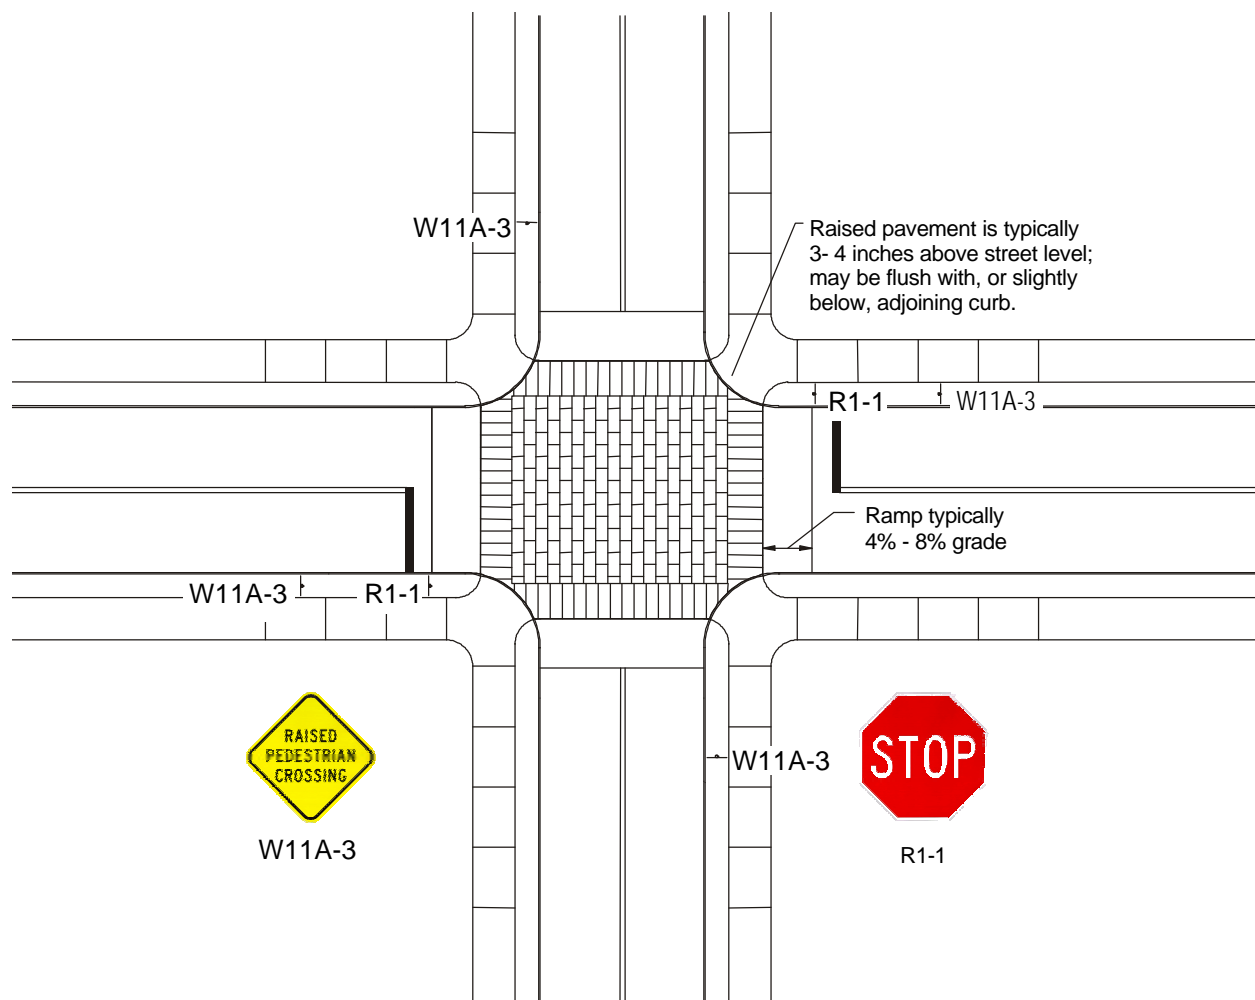 W11A-3
Raised pavement is typically
3- 4 inches above street level;
may be flush with, or slightly
below, adjoining curb.
R1-1
W11A-3
Ramp typically
4% - 8% grade
W11A-3
R1-1
RAISED
PEDESTRIAN
CROSSING
W11A-3
W11A-3
STOP
R1-1